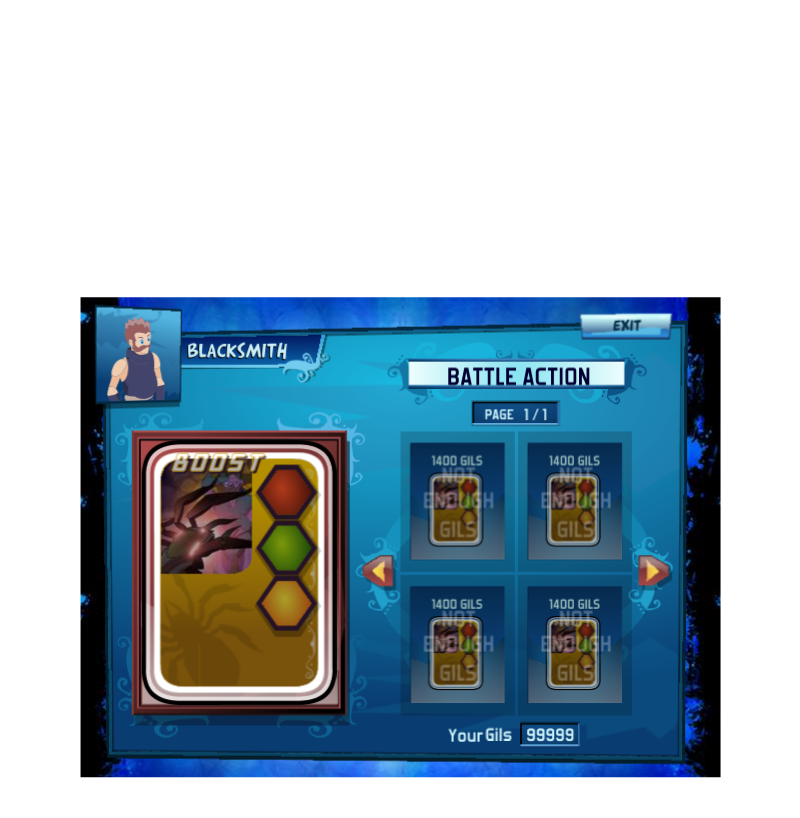 EXIT
BLACKSMITH
BATTLE ACTION
PAGE 1/1
BOOST
1400 GILS
NOT
ENOUGH
GILS
1400 GILS
NOT
ENOUGH
GILS
1400 GILS
NOT
ENOUGH
GILS
1400 GILS
NOT
ENOUGH
GILS
Your Gils 99999